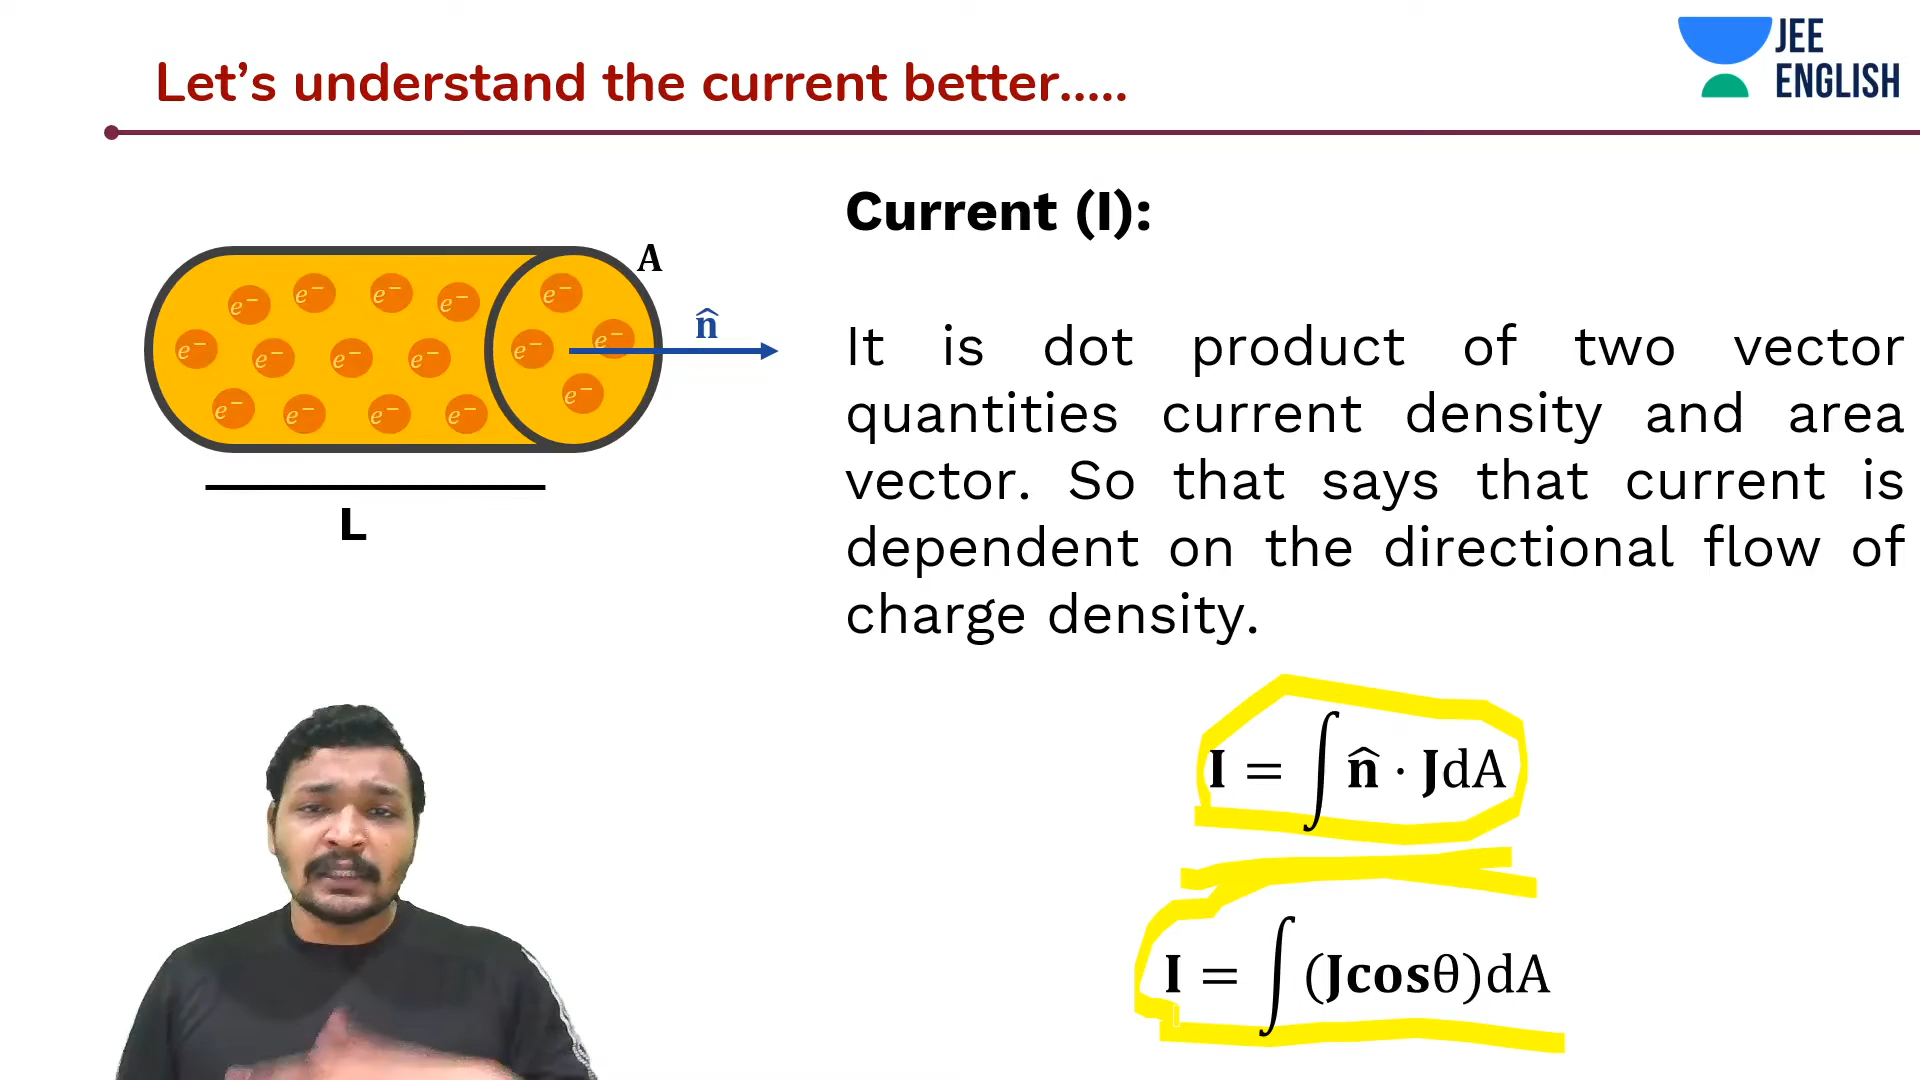 Let's understand the current better.....
JEE
ENGLISH
Current (I):
A
n̂
e⁻ e⁻ e⁻ e⁻ e⁻
e⁻ e⁻ e⁻ e⁻ e⁻ e⁻
e⁻ e⁻ e⁻ e⁻ e⁻
L
It is dot product of two vector
quantities current density and area
vector. So that says that current is
dependent on the directional flow of
charge density.
I = ∫ n̂ · JdA
I = ∫ (Jcosθ)dA